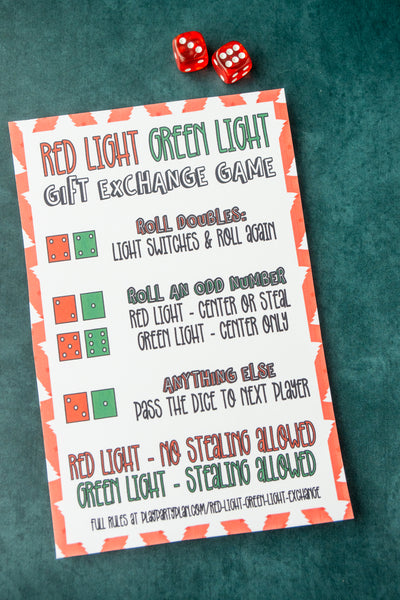 RED LIGHT GREEN LIGHT
GIFT EXCHANGE GAME
ROLL DOUBLES:
LIGHT SWITCHES & ROLL AGAIN
ROLL AN ODD NUMBER
RED LIGHT - CENTER OR STEAL
GREEN LIGHT - CENTER ONLY
ANYTHING ELSE
PASS THE DICE TO NEXT PLAYER
RED LIGHT - NO STEALING ALLOWED
GREEN LIGHT - STEALING ALLOWED
FULL RULES AT PLAYPARTYPLAN.COM/RED-LIGHT-GREEN-LIGHT-EXCHANGE